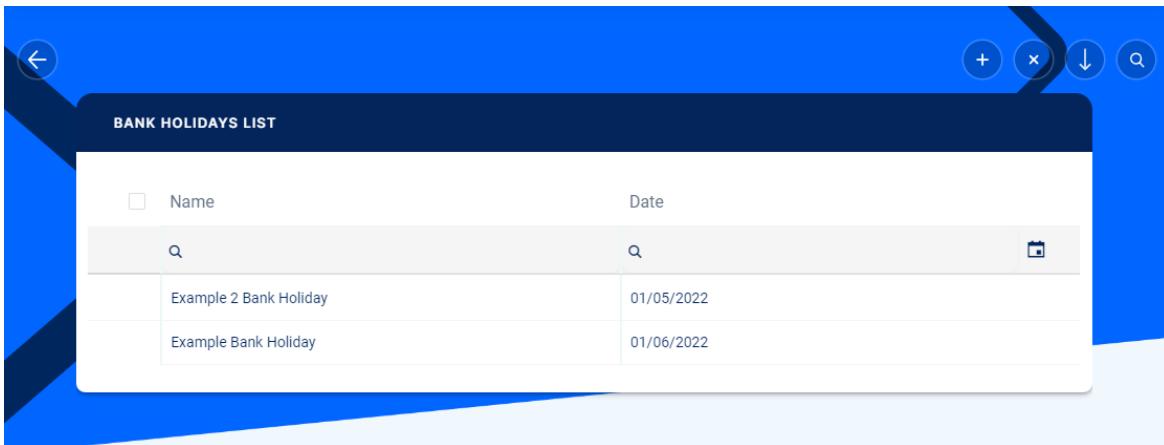 BANK HOLIDAYS LIST
Name Date
Example 2 Bank Holiday 01/05/2022
Example Bank Holiday 01/06/2022